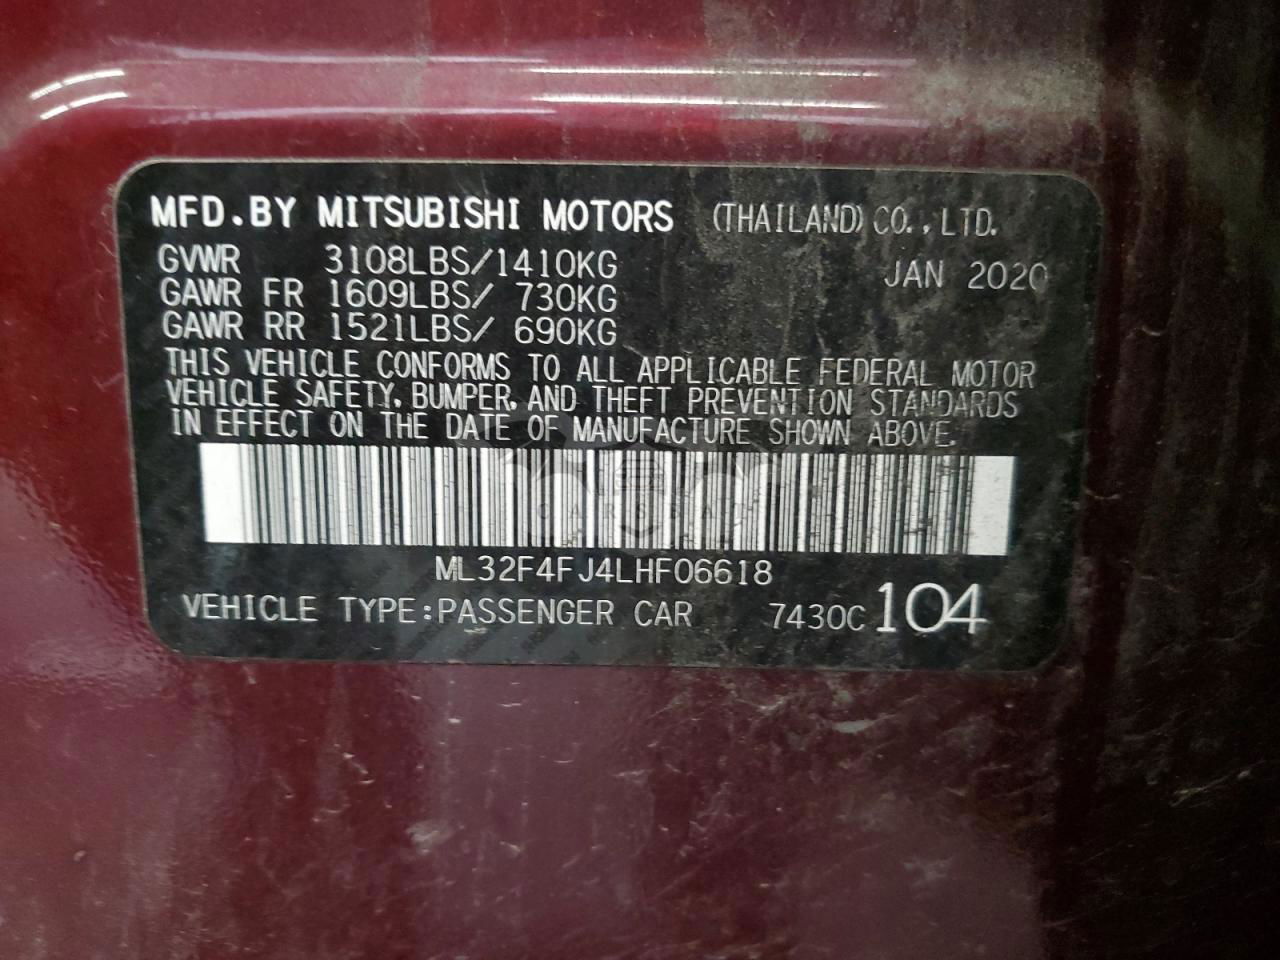 MFD.BY MITSUBISHI MOTORS (THAILAND) CO., LTD.
GVWR 3108LBS/1410KG JAN 2020
GAWR FR 1609LBS/ 730KG
GAWR RR 1521LBS/ 690KG
THIS VEHICLE CONFORMS TO ALL APPLICABLE FEDERAL MOTOR
VEHICLE SAFETY, BUMPER, AND THEFT PREVENTION STANDARDS
IN EFFECT ON THE DATE OF MANUFACTURE SHOWN ABOVE.
ML32F4FJ4LHF06618
VEHICLE TYPE:PASSENGER CAR 7430C 104